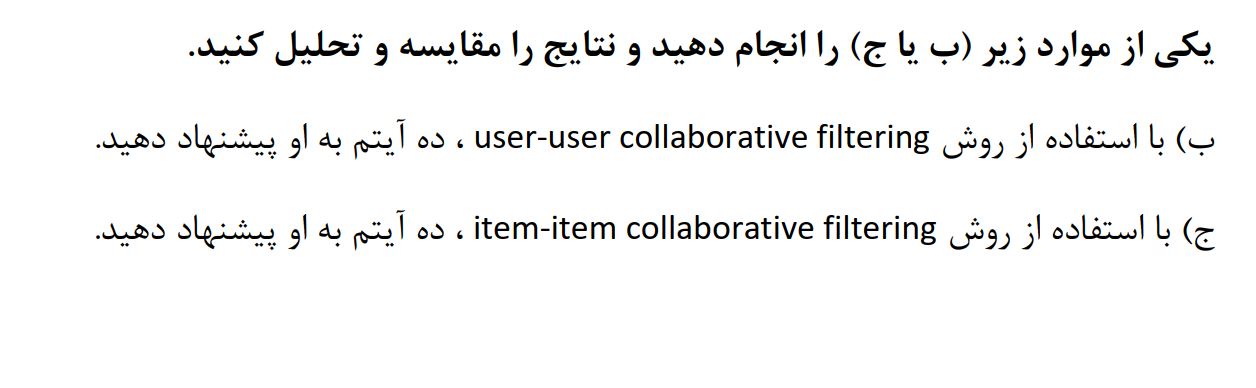 یکی از موارد زیر (ب یا ج) را انجام دهید و نتایج را مقایسه و تحلیل کنید.
ب) با استفاده از روش user-user collaborative filtering ، ده آیتم به او پیشنهاد دهید.
ج) با استفاده از روش item-item collaborative filtering ، ده آیتم به او پیشنهاد دهید.